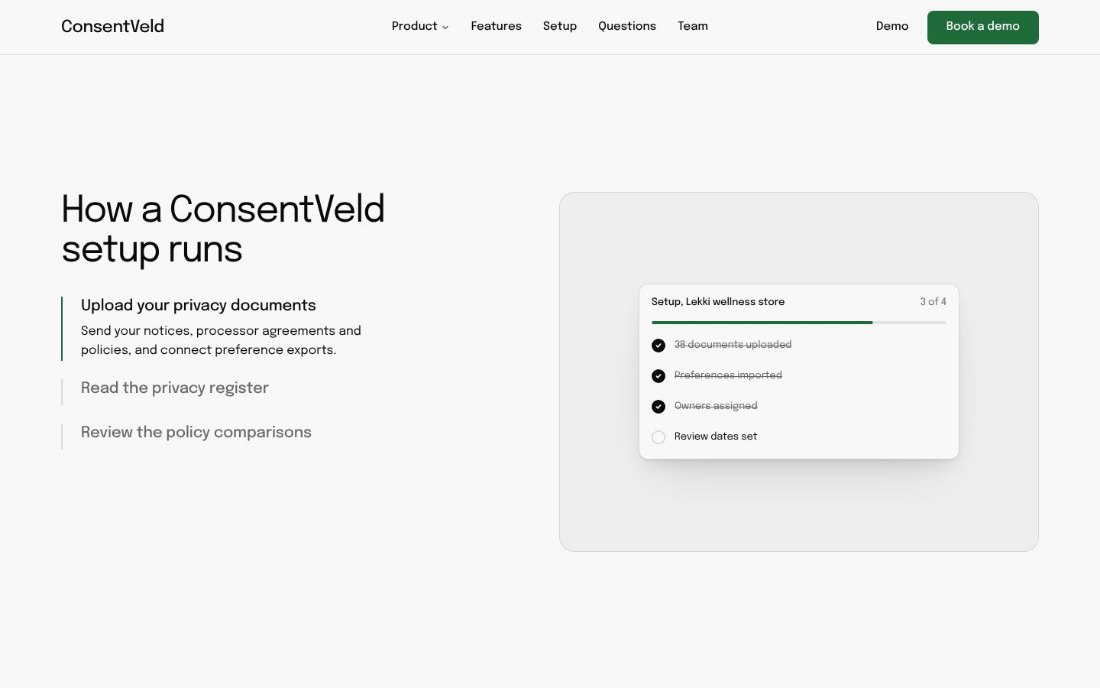 ConsentVeld
Product
Features
Setup
Questions
Team
Demo
Book a demo
How a ConsentVeld
setup runs
Upload your privacy documents
Send your notices, processor agreements and
policies, and connect preference exports.
Read the privacy register
Review the policy comparisons
Setup, Lekki wellness store
3 of 4
38 documents uploaded
Preferences imported
Owners assigned
Review dates set